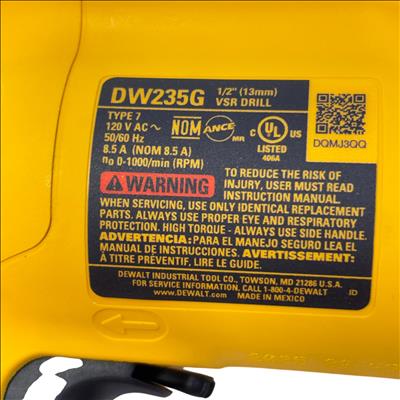 DW235G 1/2" (13mm)
VSR DRILL
TYPE 7
120 V AC ~
50/60 Hz
8.5 A (NOM 8.5 A)
no 0-1000/min (RPM)
NOM ANCE MR
C UL US
LISTED
406A
DQMJ3QQ
WARNING
TO REDUCE THE RISK OF
INJURY, USER MUST READ
INSTRUCTION MANUAL.
WHEN SERVICING, USE ONLY IDENTICAL REPLACEMENT
PARTS. ALWAYS USE PROPER EYE AND RESPIRATORY
PROTECTION. HIGH TORQUE - ALWAYS USE SIDE HANDLE.
ADVERTENCIA: PARA EL MANEJO SEGURO LEA EL
MANUAL DE INSTRUCCIONES. AVERTISSEMENT:
À TITRE PRÉVENTIF, LIRE LE GUIDE.
DEWALT INDUSTRIAL TOOL CO., TOWSON, MD 21286 U.S.A.
FOR SERVICE INFORMATION, CALL 1-800-4-DEWALT
WWW.DEWALT.COM MADE IN MEXICO JD